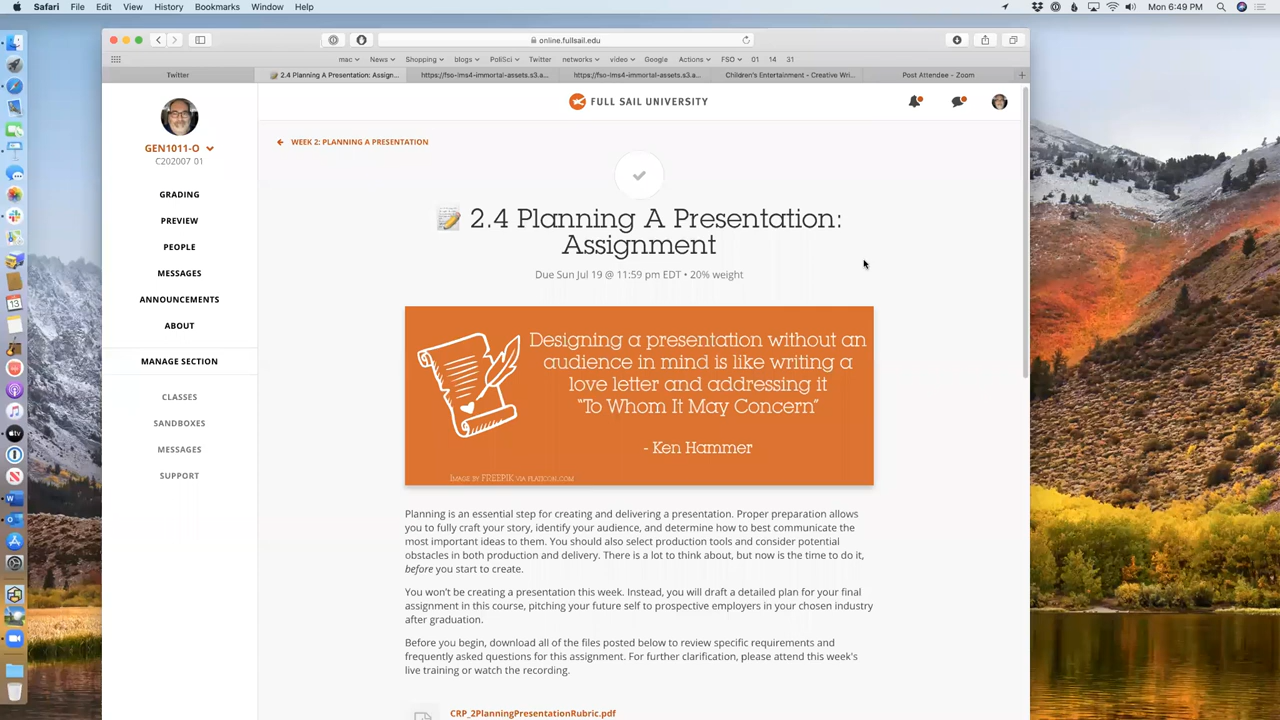 Safari File Edit View History Bookmarks Window Help
Mon 6:49 PM
online.fullsail.edu
mac News Shopping blogs PoliSci Twitter networks video Google Actions FSO 01 14 31
Twitter
2.4 Planning A Presentation: Assign...
https://fso-lms4-immortal-assets.s3.a...
https://fso-lms4-immortal-assets.s3.a...
Children's Entertainment - Creative Wri...
Post Attendee - Zoom
FULL SAIL UNIVERSITY
GEN1011-O
C202007 01
GRADING
PREVIEW
PEOPLE
MESSAGES
ANNOUNCEMENTS
ABOUT
MANAGE SECTION
CLASSES
SANDBOXES
MESSAGES
SUPPORT
WEEK 2: PLANNING A PRESENTATION
2.4 Planning A Presentation:
Assignment
Due Sun Jul 19 @ 11:59 pm EDT • 20% weight
Designing a presentation without an
audience in mind is like writing a
love letter and addressing it
“To Whom It May Concern”
- Ken Hammer
IMAGE BY FREEPIK VIA FLATICON.COM
Planning is an essential step for creating and delivering a presentation. Proper preparation allows
you to fully craft your story, identify your audience, and determine how to best communicate the
most important ideas to them. You should also select production tools and consider potential
obstacles in both production and delivery. There is a lot to think about, but now is the time to do it,
before you start to create.
You won't be creating a presentation this week. Instead, you will draft a detailed plan for your final
assignment in this course, pitching your future self to prospective employers in your chosen industry
after graduation.
Before you begin, download all of the files posted below to review specific requirements and
frequently asked questions for this assignment. For further clarification, please attend this week's
live training or watch the recording.
CRP_2PlanningPresentationRubric.pdf